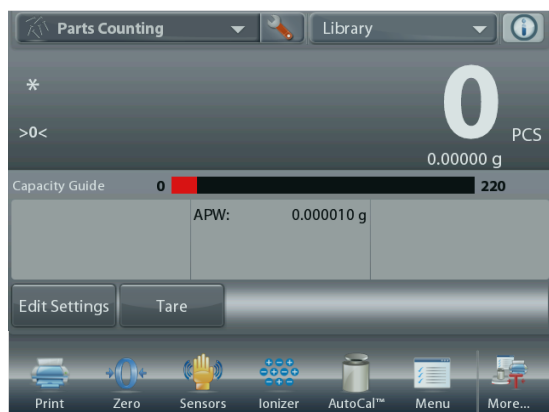 Parts Counting
Library
*
0
>0<
PCS
0.00000 g
Capacity Guide 0 220
APW: 0.000010 g
Edit Settings Tare
Print Zero Sensors Ionizer AutoCal™ Menu More...